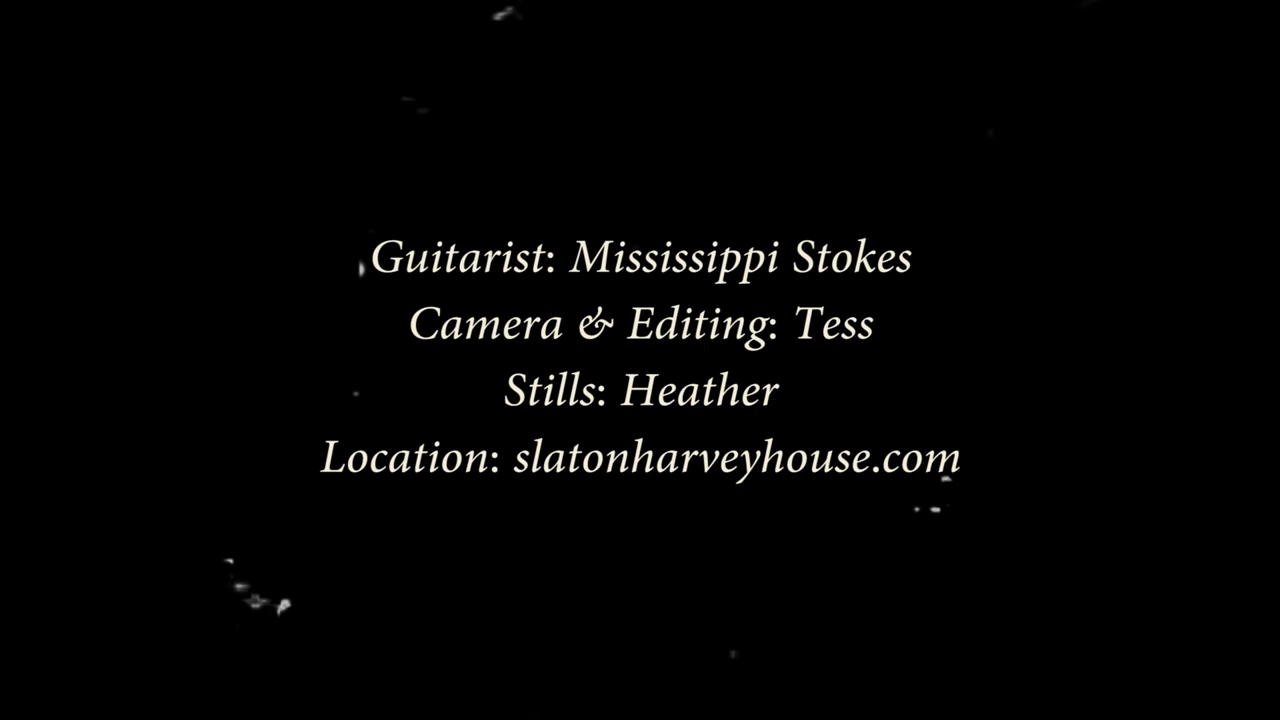 Guitarist: Mississippi Stokes
Camera & Editing: Tess
Stills: Heather
Location: slatonharveyhouse.com